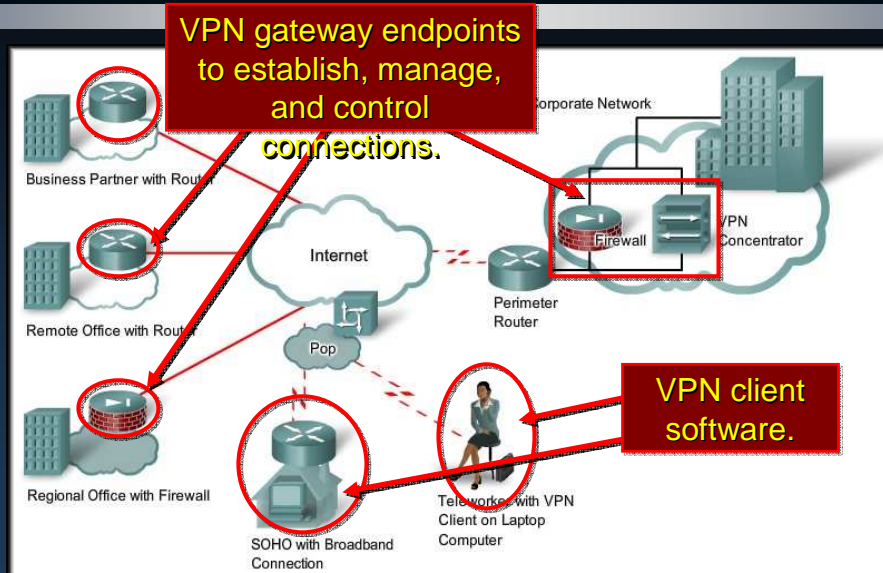 VPN gateway endpoints
to establish, manage,
and control
connections.
Corporate Network
Business Partner with Router
Internet
Firewall
VPN
Concentrator
Perimeter
Router
Remote Office with Router
Pop
VPN client
software.
Regional Office with Firewall
Teleworker with VPN
Client on Laptop
Computer
SOHO with Broadband
Connection